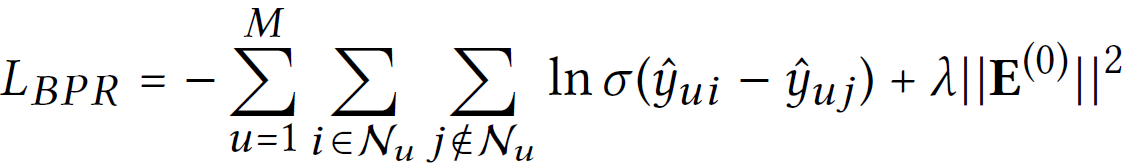 $L_{BPR} = -\sum_{u=1}^{M} \sum_{i \in \mathcal{N}_u} \sum_{j \notin \mathcal{N}_u} \ln \sigma(\hat{y}_{ui} - \hat{y}_{uj}) + \lambda ||\mathbf{E}^{(0)}||^2$